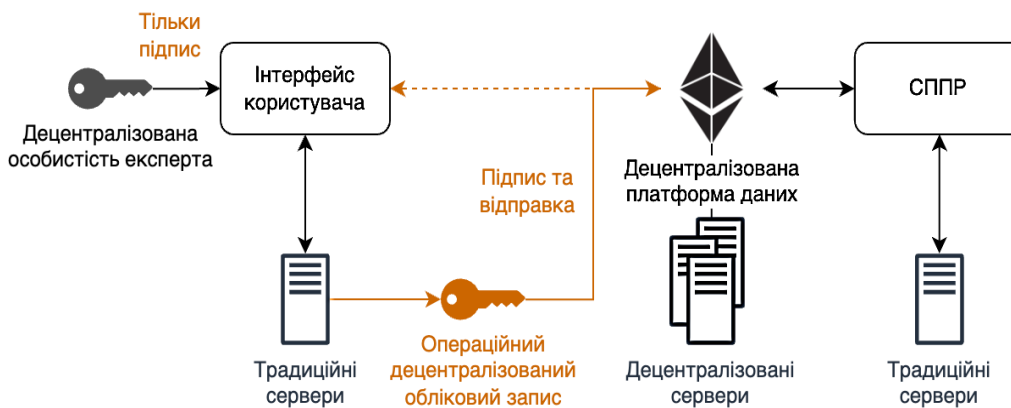 Тільки
підпис
Децентралізована
особистість експерта
Інтерфейс
користувача
Підпис та
відправка
Децентралізована
платформа даних
СППР
Традиційні
сервери
Операційний
децентралізований
обліковий запис
Децентралізовані
сервери
Традиційні
сервери